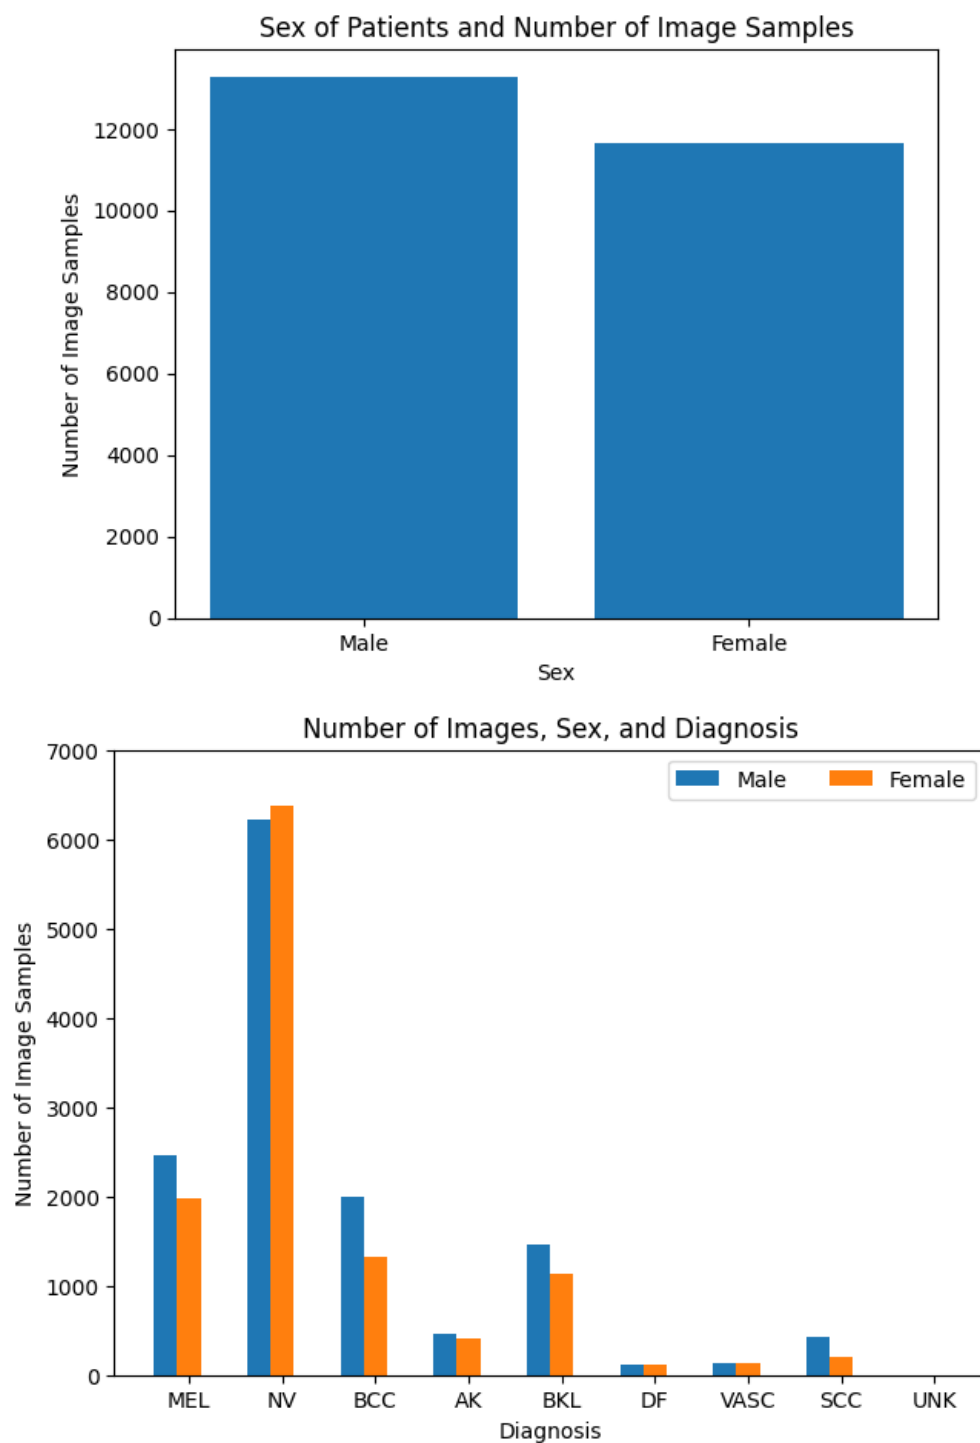 Sex of Patients and Number of Image Samples
Number of Image Samples
12000
10000
8000
6000
4000
2000
0
Male Female
Sex
Number of Images, Sex, and Diagnosis
Number of Image Samples
7000
6000
5000
4000
3000
2000
1000
0
Male Female
MEL NV BCC AK BKL DF VASC SCC UNK
Diagnosis